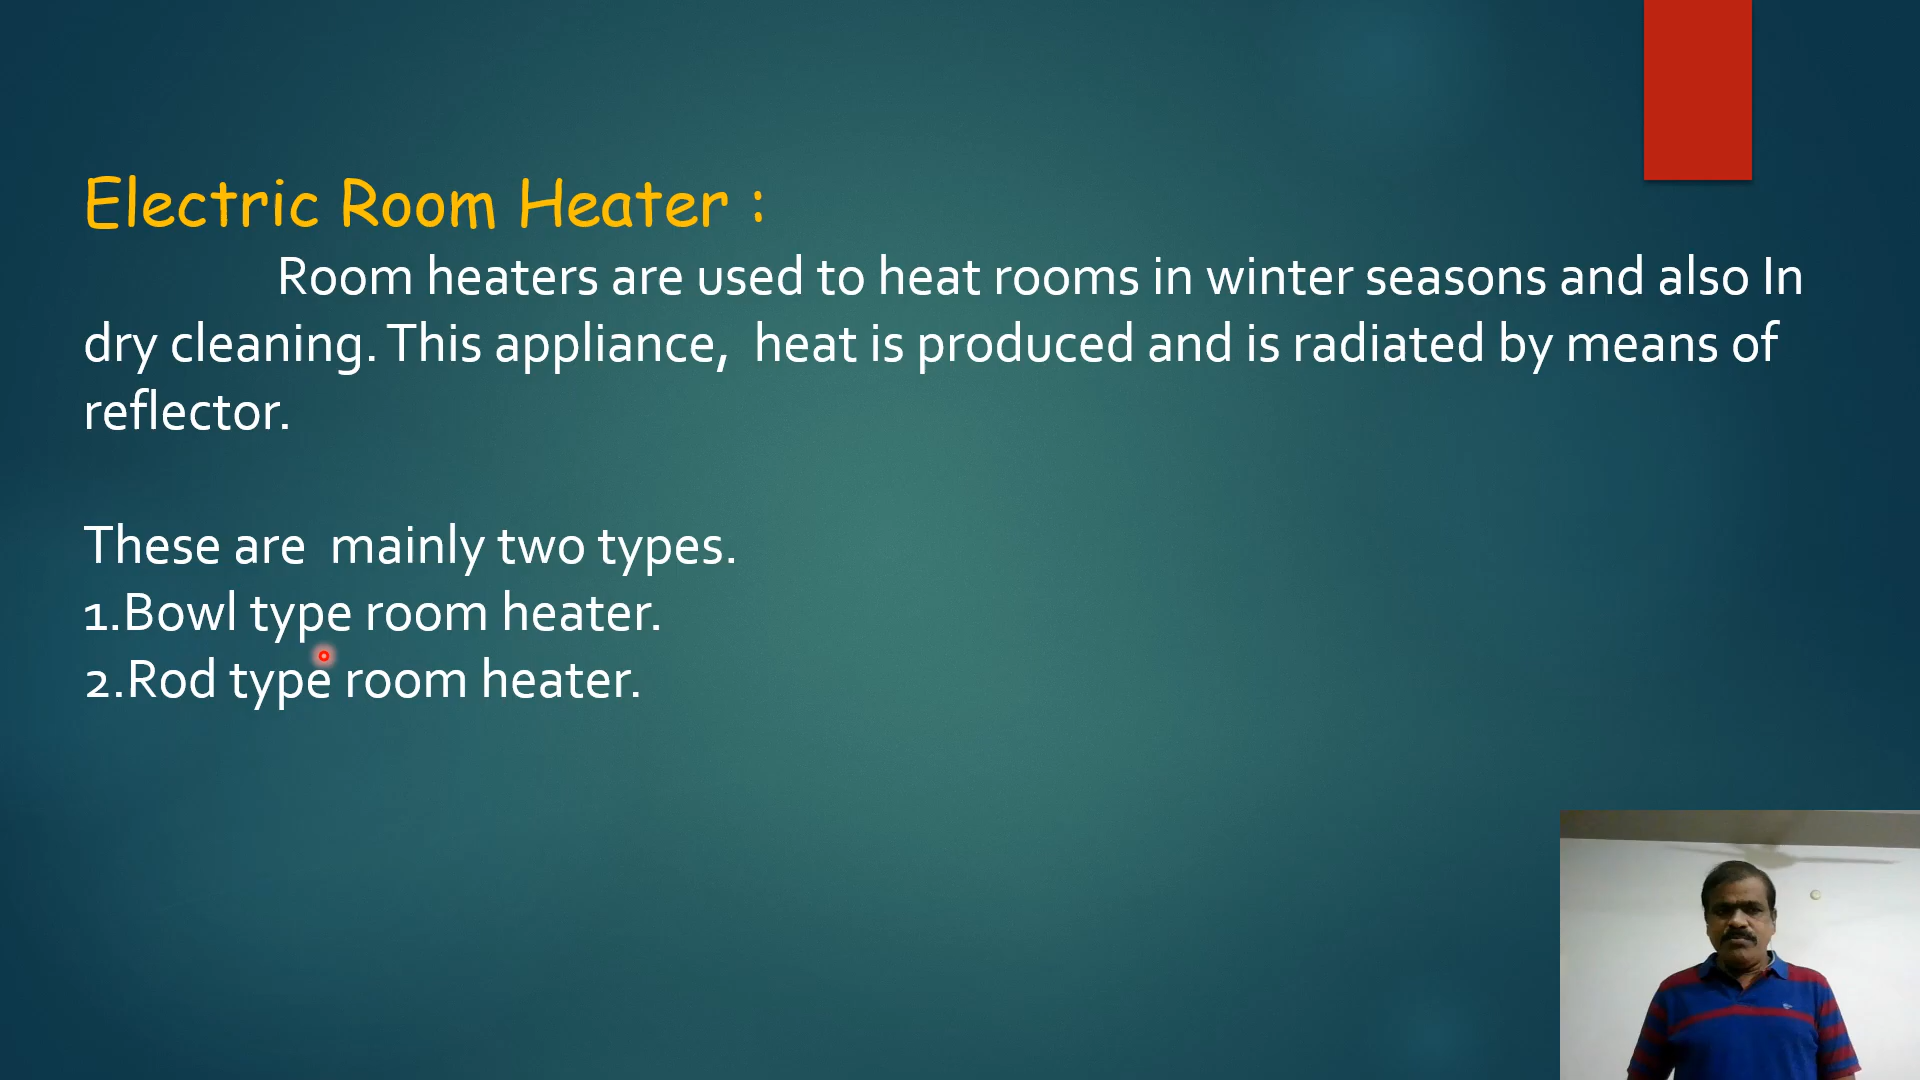 Electric Room Heater :
Room heaters are used to heat rooms in winter seasons and also In
dry cleaning. This appliance,  heat is produced and is radiated by means of
reflector.
These are  mainly two types.
1.Bowl type room heater.
2.Rod type room heater.